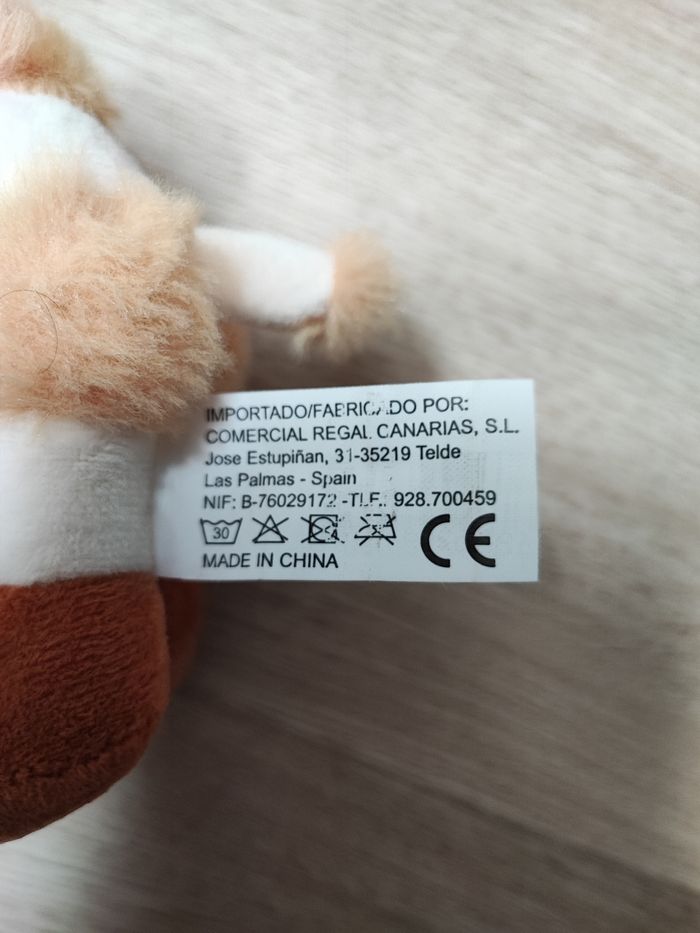 IMPORTADO/FABRICADO POR:
COMERCIAL REGAL CANARIAS, S.L.
Jose Estupiñan, 31-35219 Telde
Las Palmas - Spain
NIF: B-76029172 -TLF.: 928.700459
30 CE
MADE IN CHINA